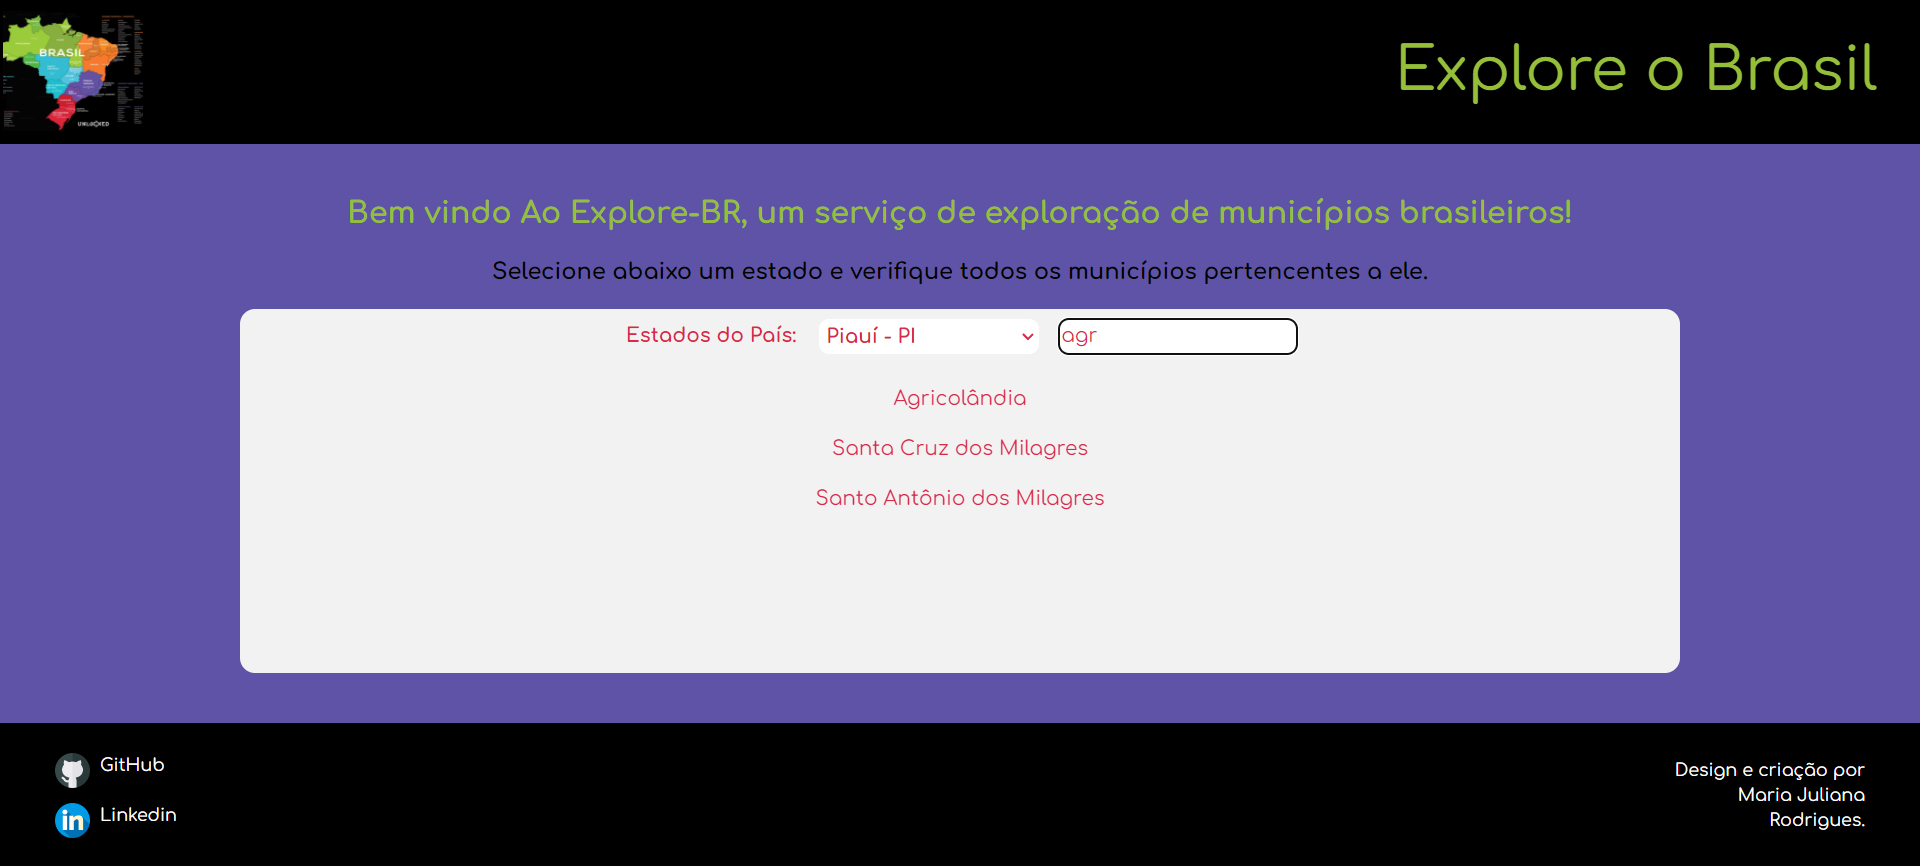 BRASIL
Explore o Brasil
Bem vindo Ao Explore-BR, um serviço de exploração de municípios brasileiros!
Selecione abaixo um estado e verifique todos os municípios pertencentes a ele.
Estados do País: Piauí - PI agr
Agricolândia
Santa Cruz dos Milagres
Santo Antônio dos Milagres
GitHub
Linkedin
Design e criação por
Maria Juliana
Rodrigues.